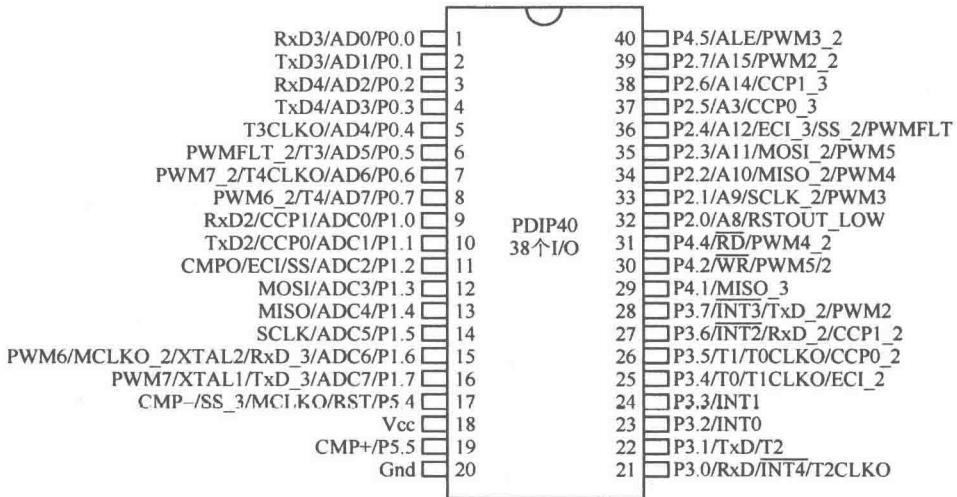 RxD3/AD0/P0.0 1 40 P4.5/ALE/PWM3_2
TxD3/AD1/P0.1 2 39 P2.7/A15/PWM2_2
RxD4/AD2/P0.2 3 38 P2.6/A14/CCP1_3
TxD4/AD3/P0.3 4 37 P2.5/A3/CCP0_3
T3CLKO/AD4/P0.4 5 36 P2.4/A12/ECI_3/SS_2/PWMFLT
PWMFLT_2/T3/AD5/P0.5 6 35 P2.3/A11/MOSI_2/PWM5
PWM7_2/T4CLKO/AD6/P0.6 7 34 P2.2/A10/MISO_2/PWM4
PWM6_2/T4/AD7/P0.7 8 33 P2.1/A9/SCLK_2/PWM3
RxD2/CCP1/ADC0/P1.0 9 PDIP40 32 P2.0/A8/RSTOUT_LOW
TxD2/CCP0/ADC1/P1.1 10 38个I/O 31 P4.4/RD/PWM4_2
CMPO/ECI/SS/ADC2/P1.2 11 30 P4.2/WR/PWM5/2
MOSI/ADC3/P1.3 12 29 P4.1/MISO_3
MISO/ADC4/P1.4 13 28 P3.7/INT3/TxD_2/PWM2
SCLK/ADC5/P1.5 14 27 P3.6/INT2/RxD_2/CCP1_2
PWM6/MCLKO_2/XTAL2/RxD_3/ADC6/P1.6 15 26 P3.5/T1/T0CLKO/CCP0_2
PWM7/XTAL1/TxD_3/ADC7/P1.7 16 25 P3.4/T0/T1CLKO/ECI_2
CMP−/SS_3/MCLKO/RST/P5.4 17 24 P3.3/INT1
Vcc 18 23 P3.2/INT0
CMP+/P5.5 19 22 P3.1/TxD/T2
Gnd 20 21 P3.0/RxD/INT4/T2CLKO